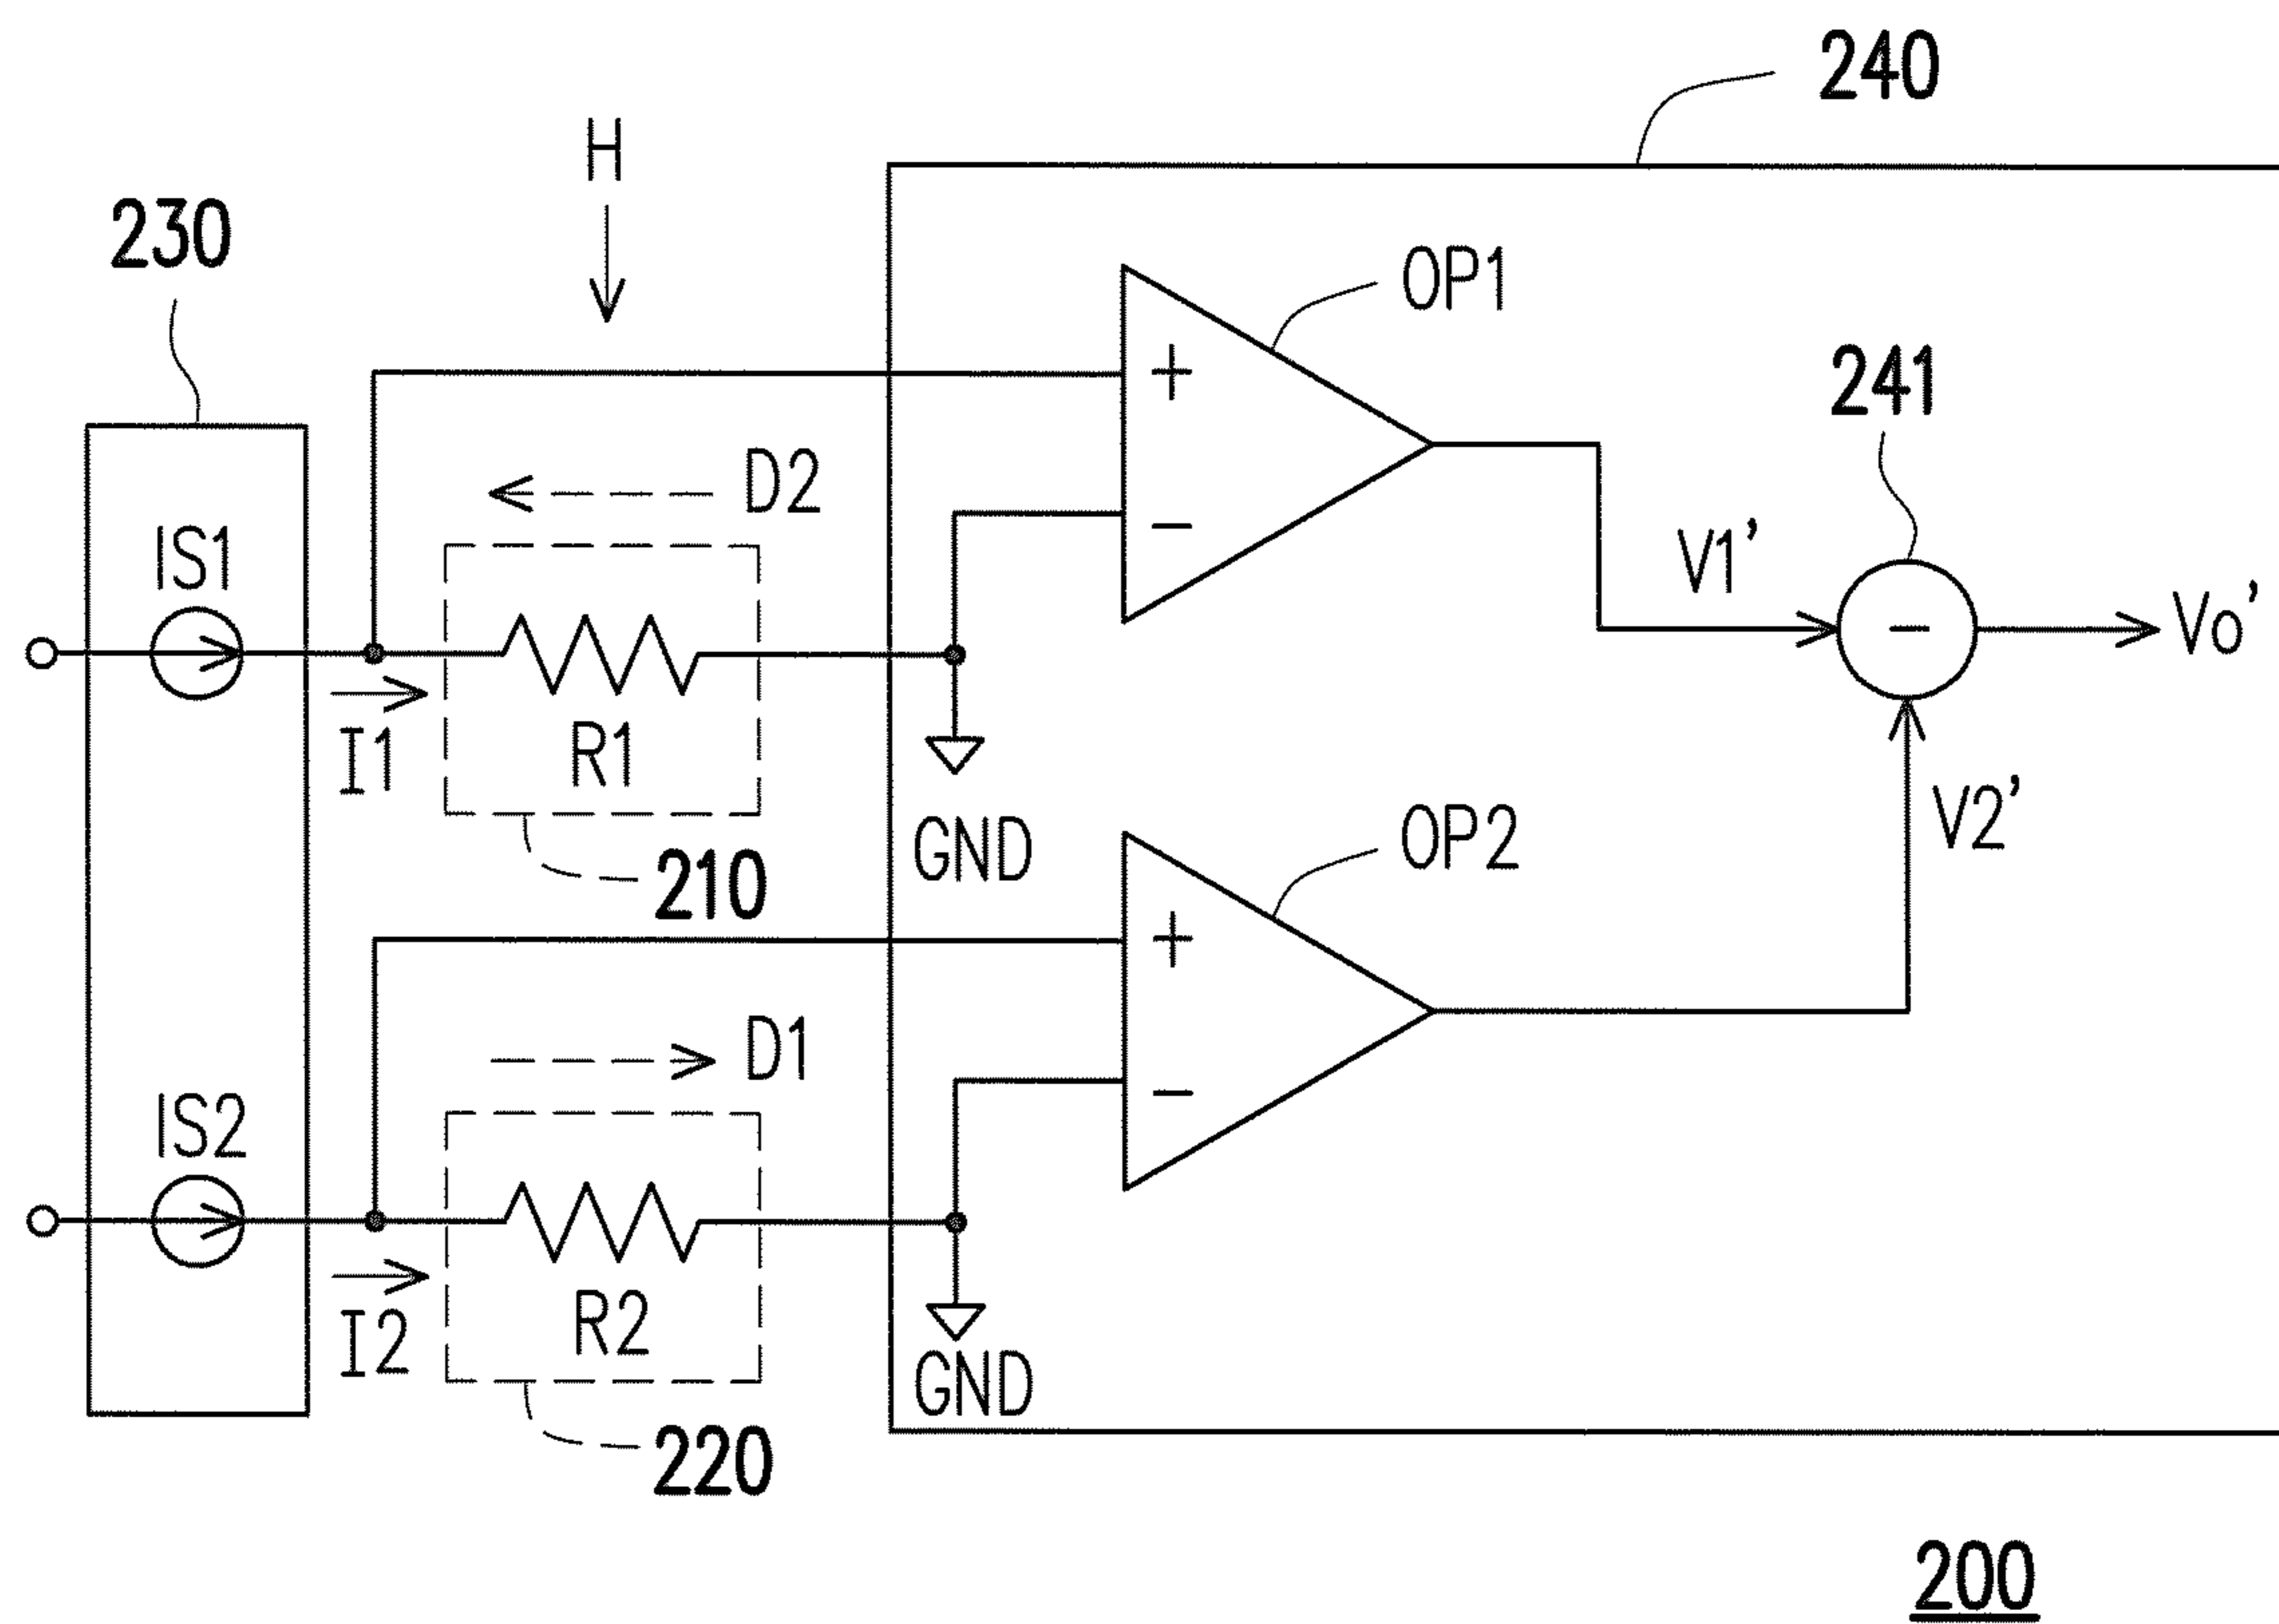 240
H
230
OP1
241
D2
IS1
V1’
Vo’
I1
R1
V2’
OP2
GND
210
D1
IS2
R2
I2
GND
220
200
+
−
+
−
−